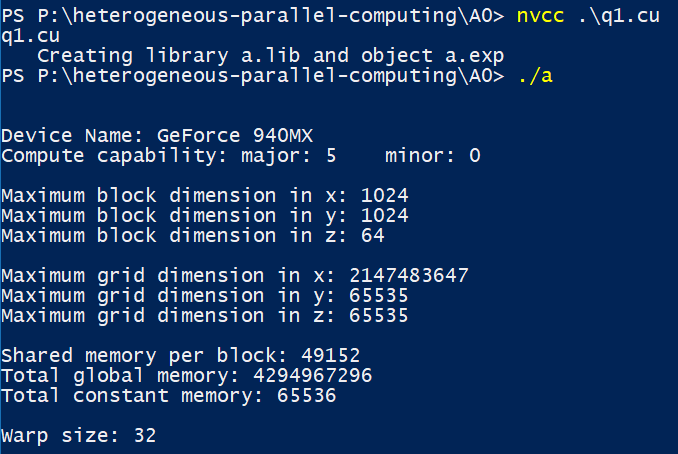 PS P:\heterogeneous-parallel-computing\A0> nvcc .\q1.cu
q1.cu
   Creating library a.lib and object a.exp
PS P:\heterogeneous-parallel-computing\A0> ./a
Device Name: GeForce 940MX
Compute capability: major: 5    minor: 0
Maximum block dimension in x: 1024
Maximum block dimension in y: 1024
Maximum block dimension in z: 64
Maximum grid dimension in x: 2147483647
Maximum grid dimension in y: 65535
Maximum grid dimension in z: 65535
Shared memory per block: 49152
Total global memory: 4294967296
Total constant memory: 65536
Warp size: 32